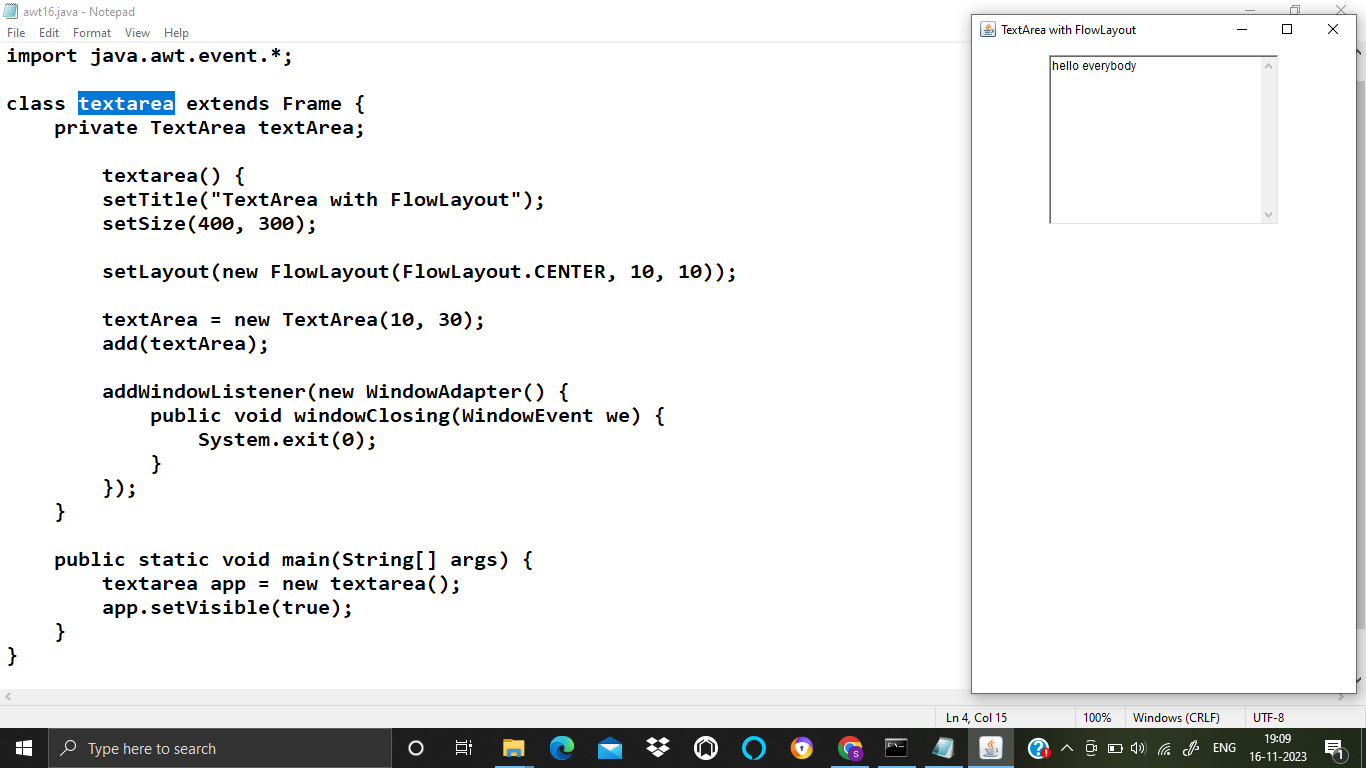 awt16.java - Notepad
File Edit Format View Help
import java.awt.event.*;
class textarea extends Frame {
private TextArea textArea;
textarea() {
setTitle("TextArea with FlowLayout");
setSize(400, 300);
setLayout(new FlowLayout(FlowLayout.CENTER, 10, 10));
textArea = new TextArea(10, 30);
add(textArea);
addWindowListener(new WindowAdapter() {
public void windowClosing(WindowEvent we) {
System.exit(0);
}
});
}
public static void main(String[] args) {
textarea app = new textarea();
app.setVisible(true);
}
}
TextArea with FlowLayout
hello everybody
Ln 4, Col 15 100% Windows (CRLF) UTF-8
Type here to search
S
C:\.
ENG
19:09
16-11-2023
1